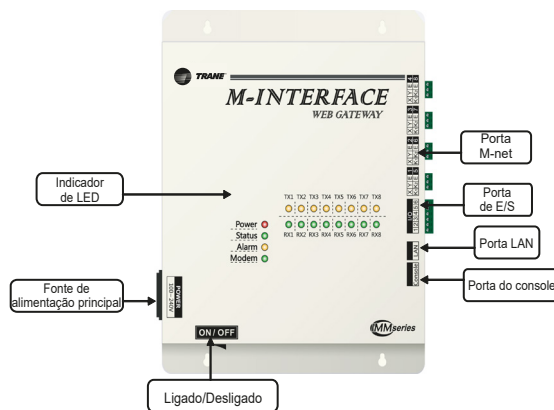 TRANE
M-INTERFACE
WEB GATEWAY
TX1 TX2 TX3 TX4 TX5 TX6 TX7 TX8
RX1 RX2 RX3 RX4 RX5 RX6 RX7 RX8
Power
Status
Alarm
Modem
POWER
100~240V
ON/OFF
MMseries
I/O
LAN
Console
Indicador
de LED
Fonte de
alimentação principal
Ligado/Desligado
Porta
M-net
Porta
de E/S
Porta LAN
Porta do console